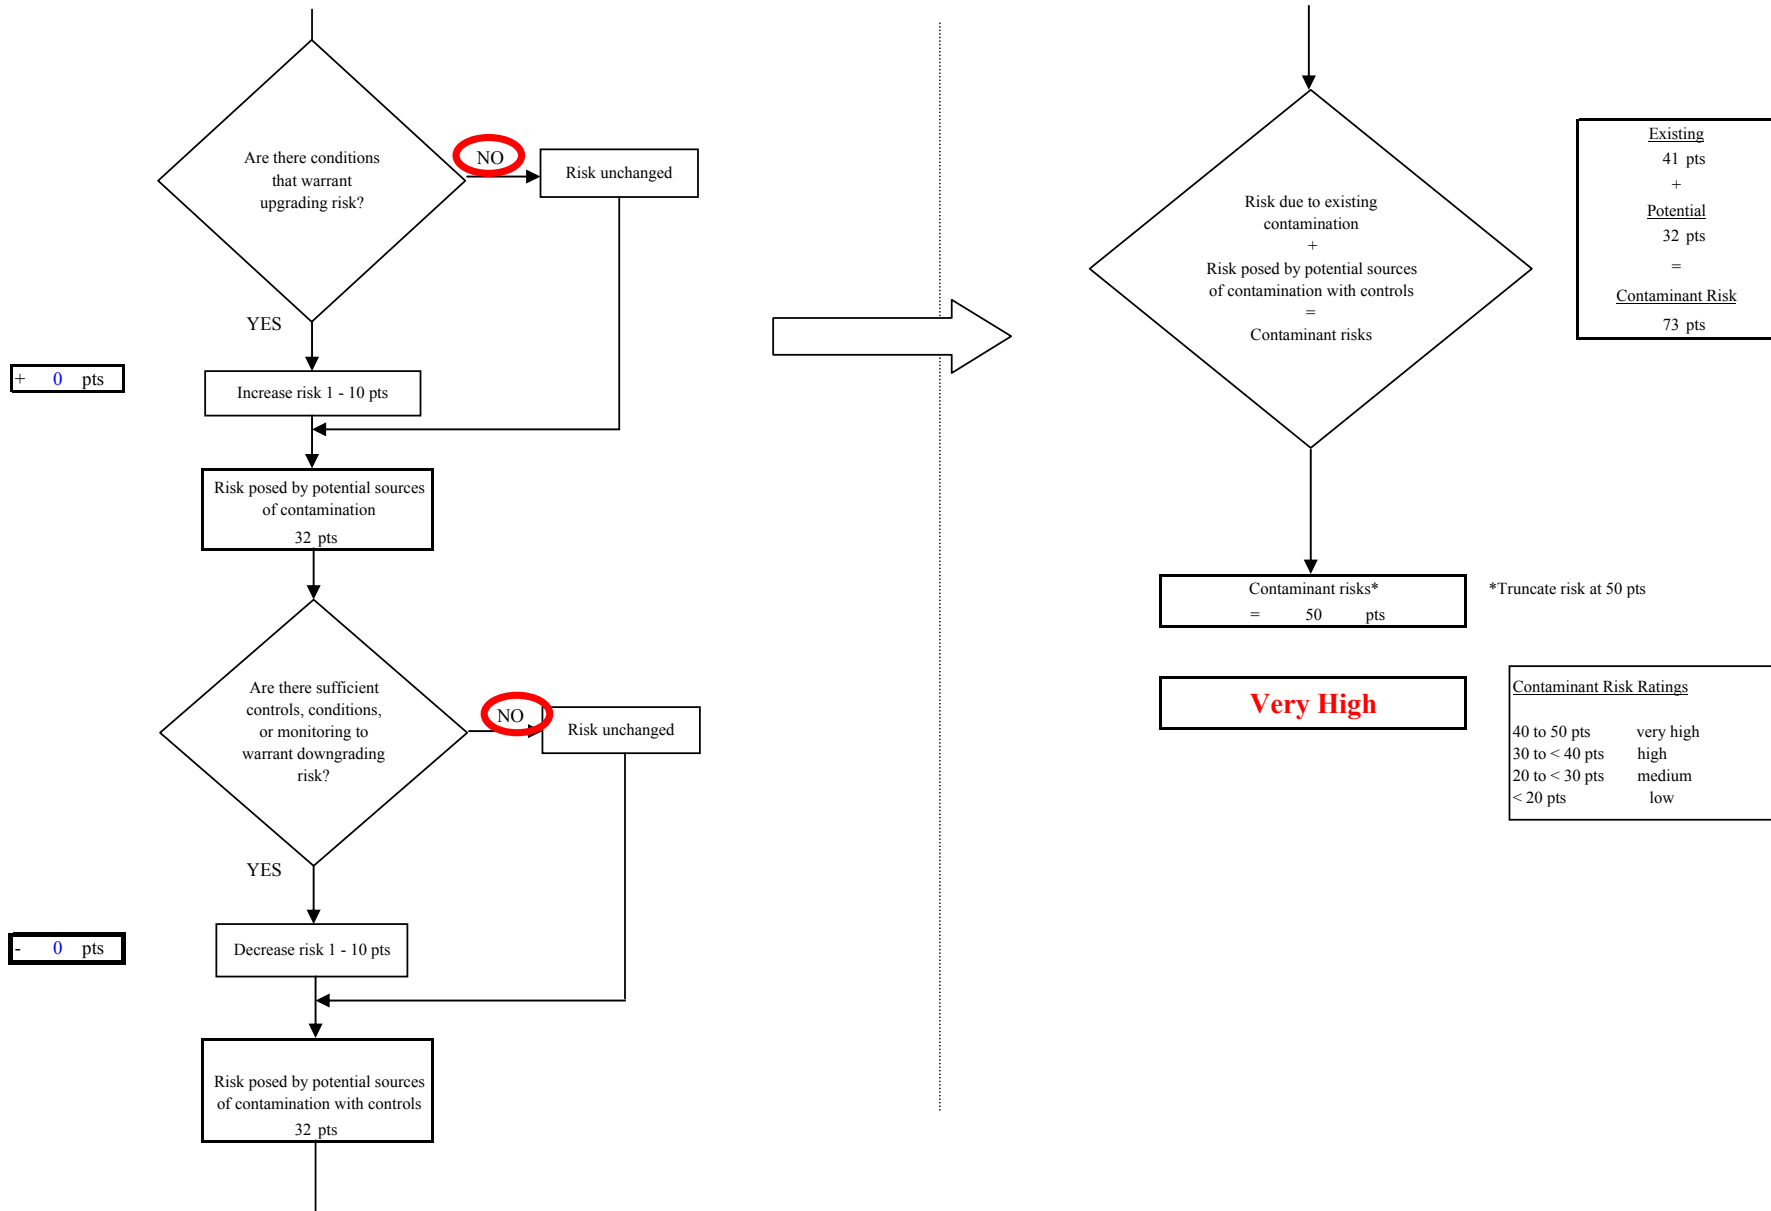 Are there conditions
that warrant
upgrading risk?
NO
Risk unchanged
YES
+ 0 pts
Increase risk 1 - 10 pts
Risk posed by potential sources
of contamination
32 pts
Are there sufficient
controls, conditions,
or monitoring to
warrant downgrading
risk?
NO
Risk unchanged
YES
- 0 pts
Decrease risk 1 - 10 pts
Risk posed by potential sources
of contamination with controls
32 pts
Risk due to existing
contamination
+
Risk posed by potential sources
of contamination with controls
=
Contaminant risks
Existing
41 pts
+
Potential
32 pts
=
Contaminant Risk
73 pts
Contaminant risks*
= 50 pts
*Truncate risk at 50 pts
Very High
Contaminant Risk Ratings
40 to 50 pts very high
30 to < 40 pts high
20 to < 30 pts medium
< 20 pts low